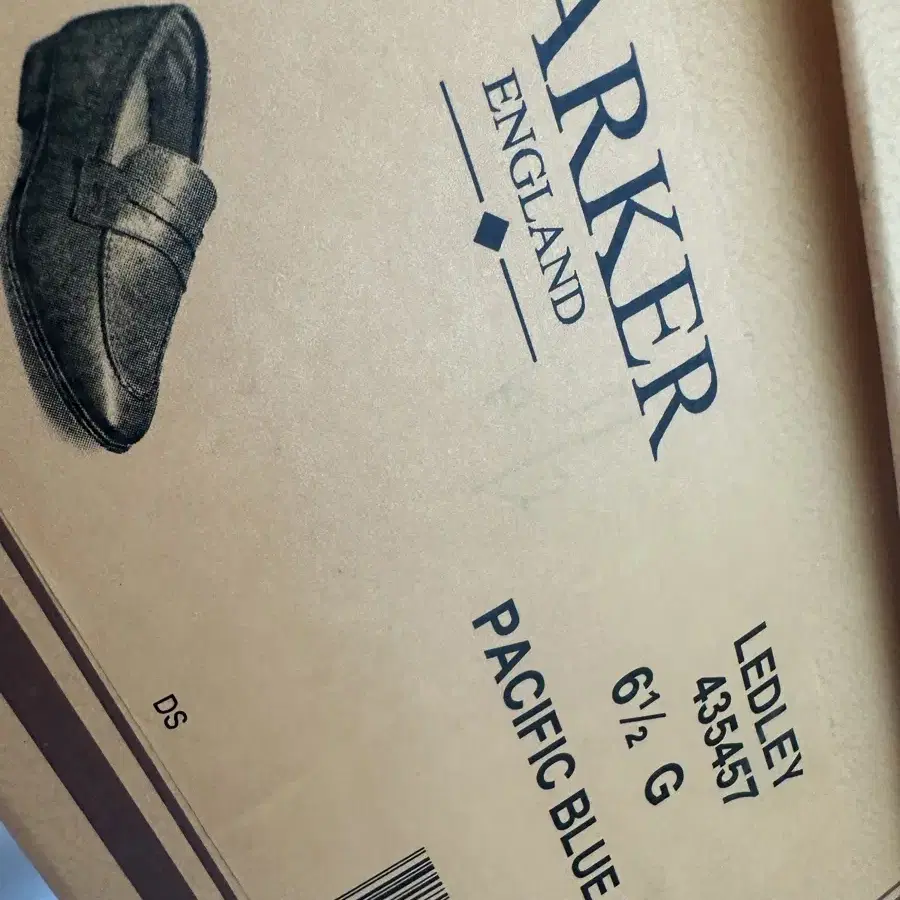 ARKER
ENGLAND
LEDLEY
435457
6½ G
PACIFIC BLUE
DS